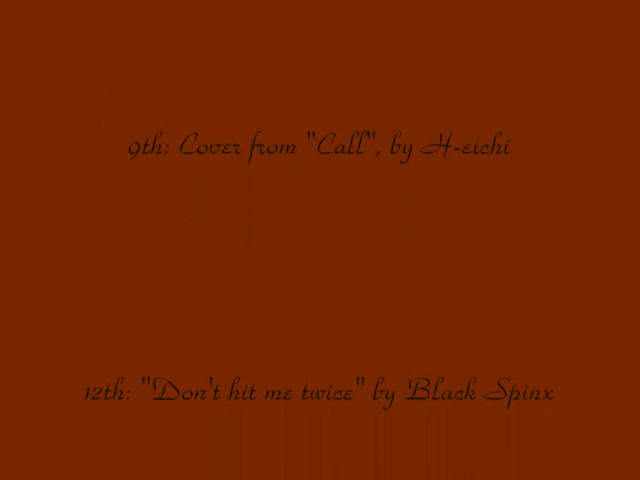 9th: Cover from "Call", by H-eichi
12th: "Don't hit me twice" by Black Spinx